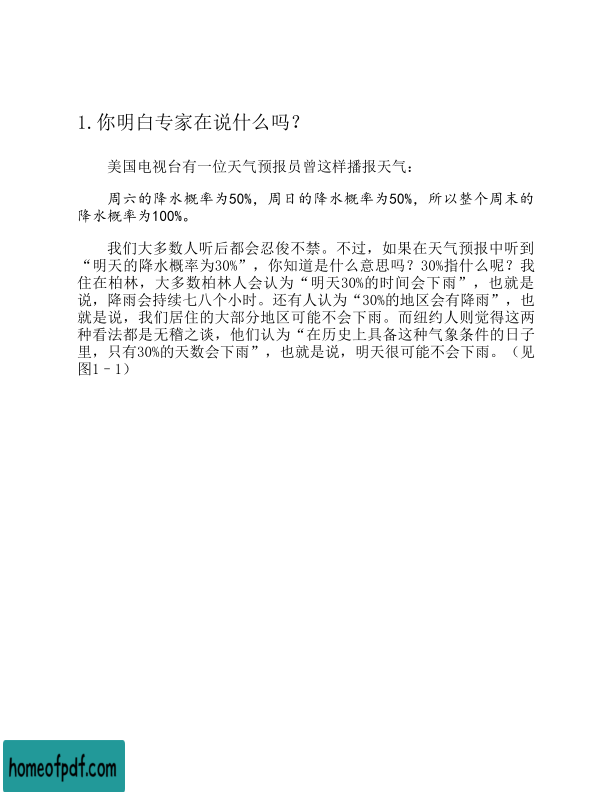 1.你明白专家在说什么吗？
美国电视台有一位天气预报员曾这样播报天气：
周六的降水概率为50%，周日的降水概率为50%，所以整个周末的
降水概率为100%。
我们大多数人听后都会忍俊不禁。不过，如果在天气预报中听到
“明天的降水概率为30%”，你知道是什么意思吗？30%指什么呢？我
住在柏林，大多数柏林人会认为“明天30%的时间会下雨”，也就是
说，降雨会持续七八个小时。还有人认为“30%的地区会有降雨”，也
就是说，我们居住的大部分地区可能不会下雨。而纽约人则觉得这两
种看法都是无稽之谈，他们认为“在历史上具备这种气象条件的日子
里，只有30%的天数会下雨”，也就是说，明天很可能不会下雨。（见
图1–1）
homeofpdf.com